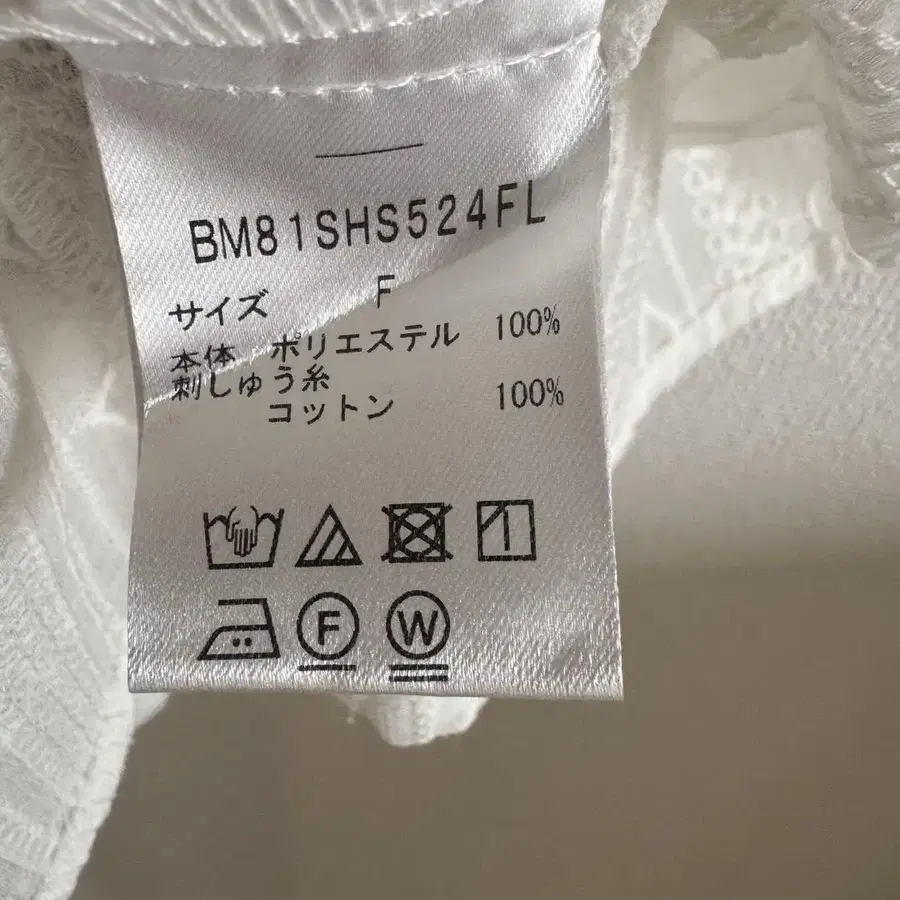 BM81SHS524FL
サイズ F
本体 ポリエステル 100%
刺しゅう糸
コットン 100%
F W